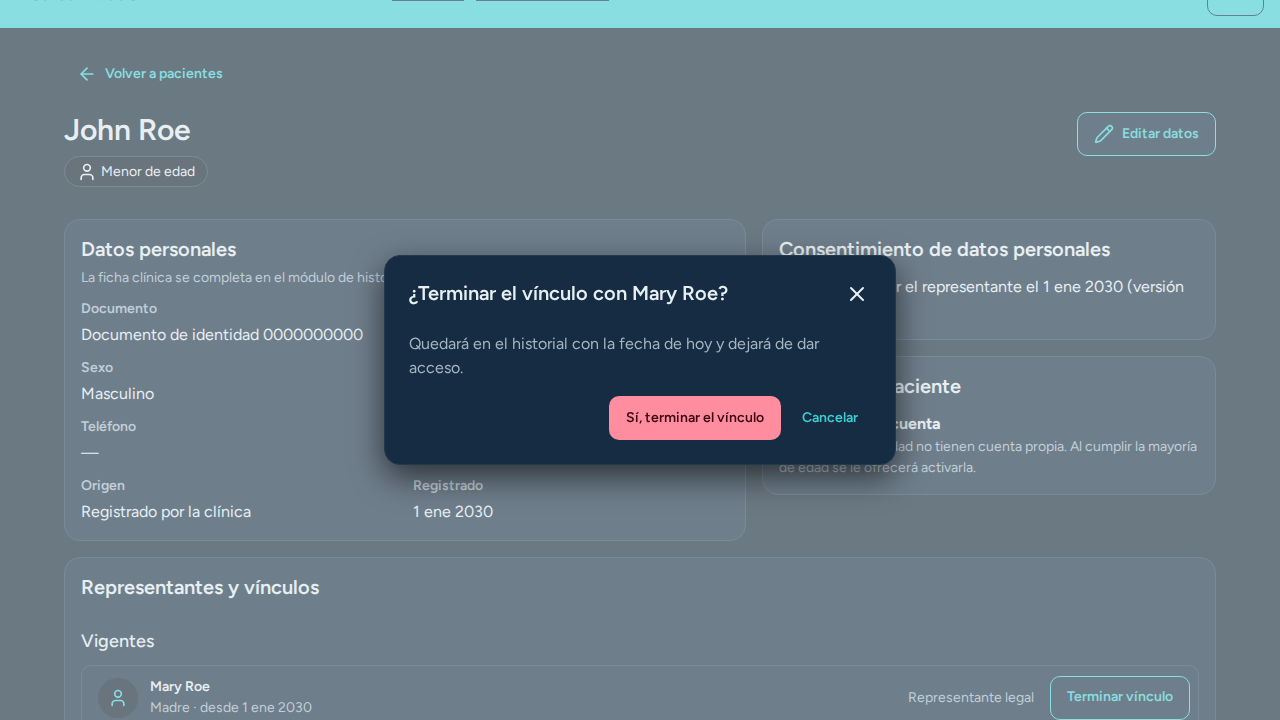 Volver a pacientes
John Roe
Editar datos
Menor de edad
Datos personales
La ficha clínica se completa en el módulo de
Documento
Documento de identidad 0000000000
Sexo
Masculino
Teléfono
—
Origen
Registrado
Registrado por la clínica
1 ene 2030
Consentimiento de datos personales
el representante el 1 ene 2030 (versión
cuenta
no tienen cuenta propia. Al cumplir la mayoría
de edad se le ofrecerá activarla.
¿Terminar el vínculo con Mary Roe?
Quedará en el historial con la fecha de hoy y dejará de dar
acceso.
Sí, terminar el vínculo
Cancelar
Representantes y vínculos
Vigentes
Mary Roe
Madre · desde 1 ene 2030
Representante legal
Terminar vínculo